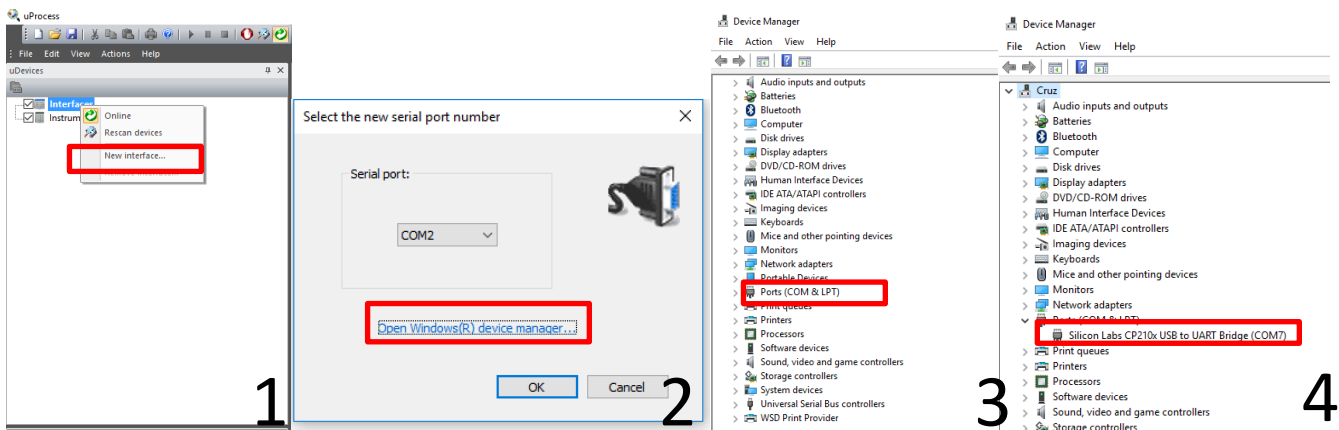 uProcess
File Edit View Actions Help
uDevices
Interfaces
Instrum
Online
Rescan devices
New interface...
1
Select the new serial port number
Serial port:
COM2
Open Windows(R) device manager...
OK
Cancel
2
Device Manager
File Action View Help
Audio inputs and outputs
Batteries
Bluetooth
Computer
Disk drives
Display adapters
DVD/CD-ROM drives
Human Interface Devices
IDE ATA/ATAPI controllers
Imaging devices
Keyboards
Mice and other pointing devices
Monitors
Network adapters
Portable Devices
Ports (COM & LPT)
Print queues
Printers
Processors
Software devices
Sound, video and game controllers
Storage controllers
System devices
Universal Serial Bus controllers
WSD Print Provider
3
Device Manager
File Action View Help
Cruz
Audio inputs and outputs
Batteries
Bluetooth
Computer
Disk drives
Display adapters
DVD/CD-ROM drives
Human Interface Devices
IDE ATA/ATAPI controllers
Imaging devices
Keyboards
Mice and other pointing devices
Monitors
Network adapters
Ports (COM & LPT)
Silicon Labs CP210x USB to UART Bridge (COM7)
Print queues
Printers
Processors
Software devices
Sound, video and game controllers
Storage controllers
4